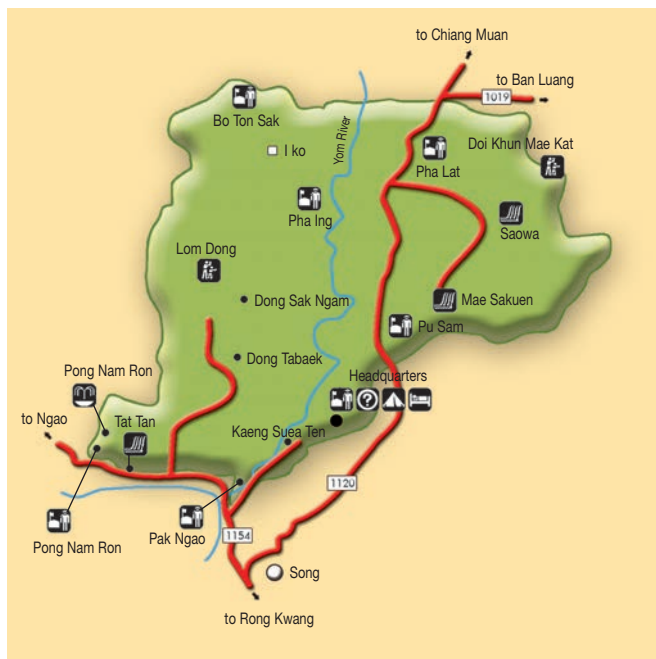 to Chiang Muan
to Ban Luang
1019
Bo Ton Sak
I ko
Yom River
Doi Khun Mae Kat
Pha Lat
Pha Ing
Saowa
Lom Dong
Mae Sakuen
Dong Sak Ngam
Pu Sam
Dong Tabaek
Pong Nam Ron
Headquarters
?
to Ngao
Tat Tan
Kaeng Suea Ten
1120
Pak Ngao
1154
Pong Nam Ron
Song
to Rong Kwang